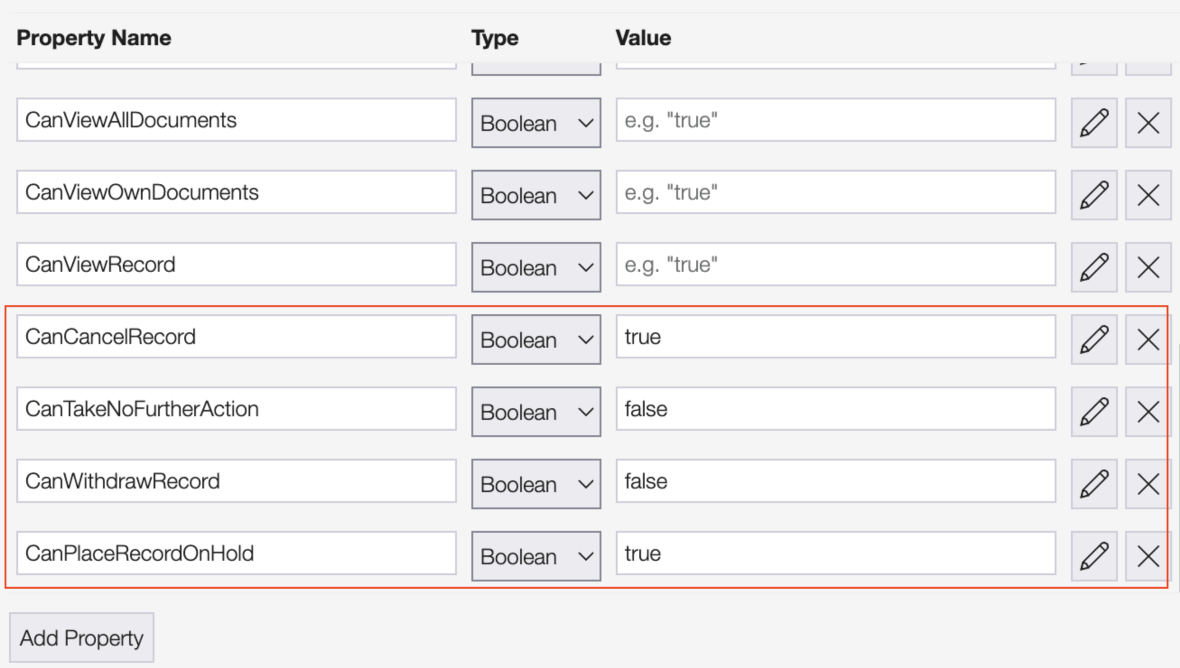 Property Name Type Value
CanViewAllDocuments Boolean e.g. "true"
CanViewOwnDocuments Boolean e.g. "true"
CanViewRecord Boolean e.g. "true"
CanCancelRecord Boolean true
CanTakeNoFurtherAction Boolean false
CanWithdrawRecord Boolean false
CanPlaceRecordOnHold Boolean true
Add Property